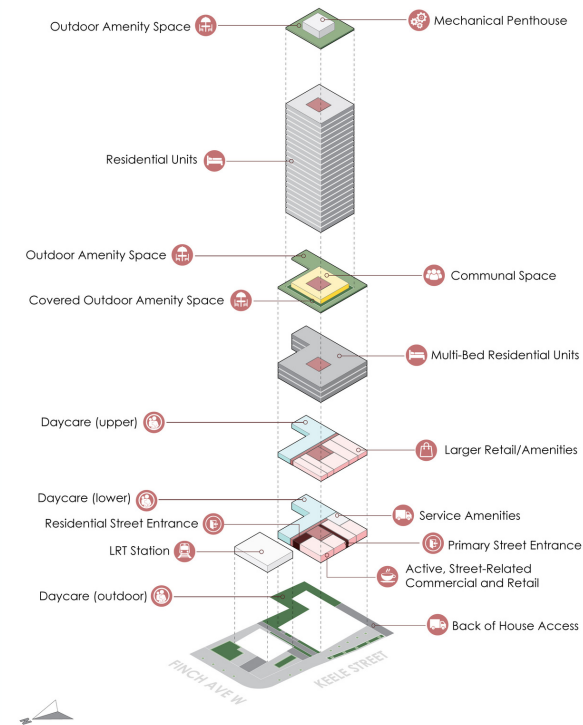 Outdoor Amenity Space
Mechanical Penthouse
Residential Units
Outdoor Amenity Space
Communal Space
Covered Outdoor Amenity Space
Multi-Bed Residential Units
Daycare (upper)
Larger Retail/Amenities
Daycare (lower)
Service Amenities
Residential Street Entrance
Primary Street Entrance
LRT Station
Active, Street-Related
Commercial and Retail
Daycare (outdoor)
Back of House Access
FINCH AVE W
KEELE STREET